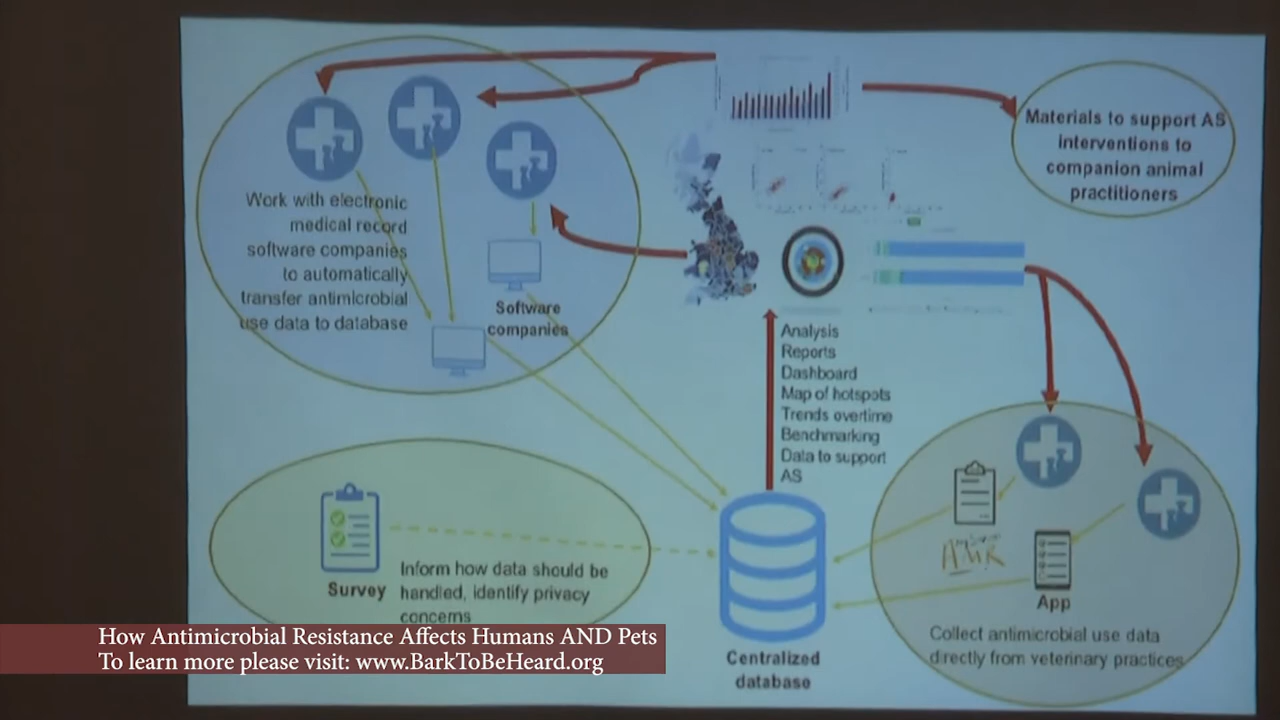 Work with electronic
medical record
software companies
to automatically
transfer antimicrobial
use data to database
Software
companies
Materials to support AS
interventions to
companion animal
practitioners
Analysis
Reports
Dashboard
Map of hotspots
Trends overtime
Benchmarking
Data to support
AS
Survey
Inform how data should be
handled, identify privacy
concerns
Centralized
database
AMR
App
Collect antimicrobial use data
directly from veterinary practices
How Antimicrobial Resistance Affects Humans AND Pets
To learn more please visit: www.BarkToBeHeard.org